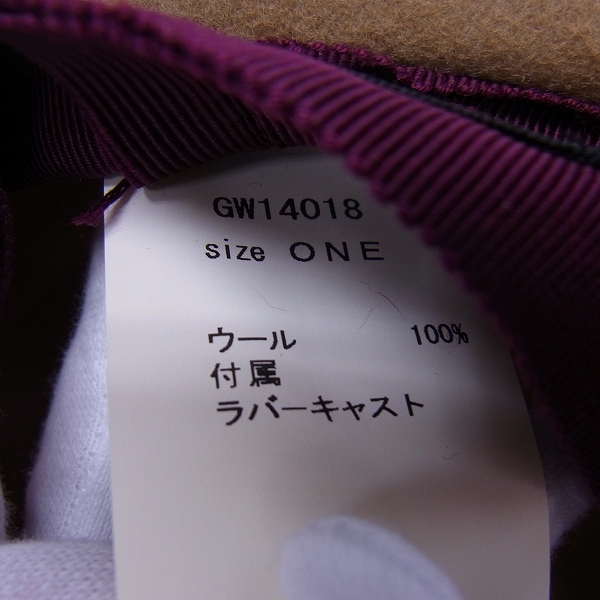 GW14018
size ONE
ウール 100%
付属
ラバーキャスト